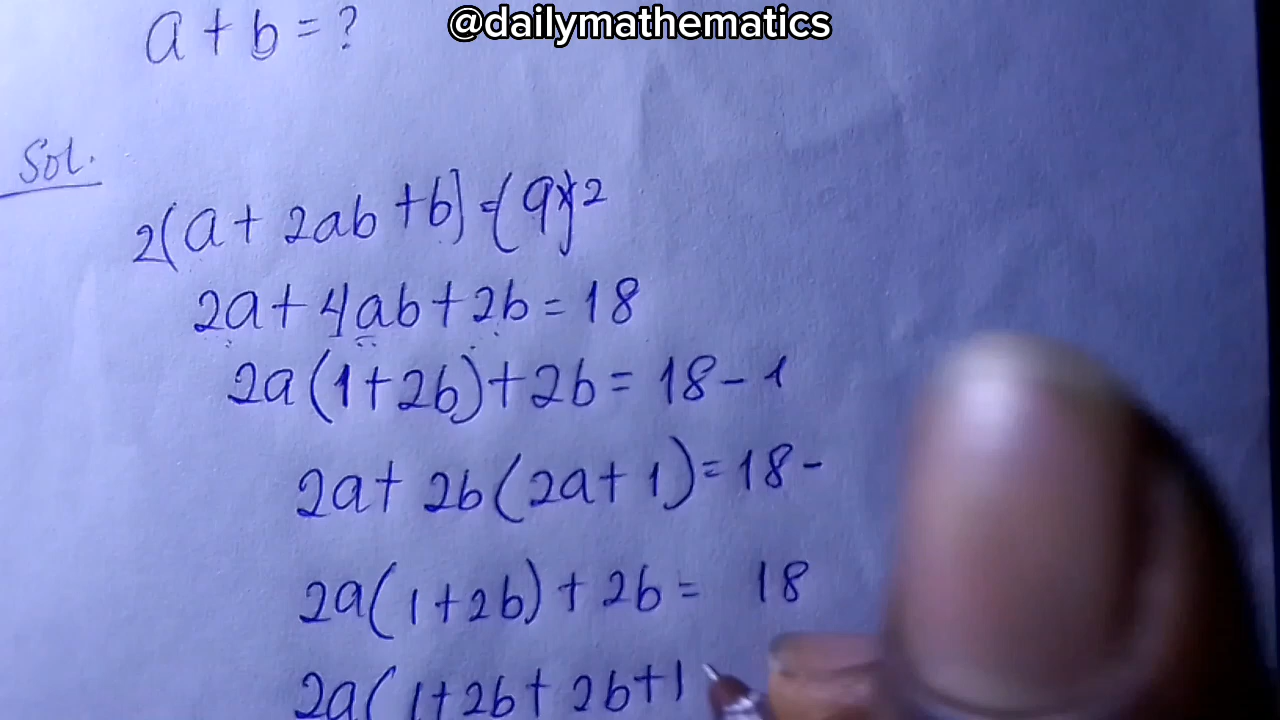 @dailymathematics
a + b = ?
Sol.
2(a + 2ab + b) = (9)x2
2a + 4ab + 2b = 18
2a(1 + 2b) + 2b = 18 - 1
2a + 2b(2a + 1) = 18 -
2a(1 + 2b) + 2b = 18
2a(1 + 2b + 2b + 1